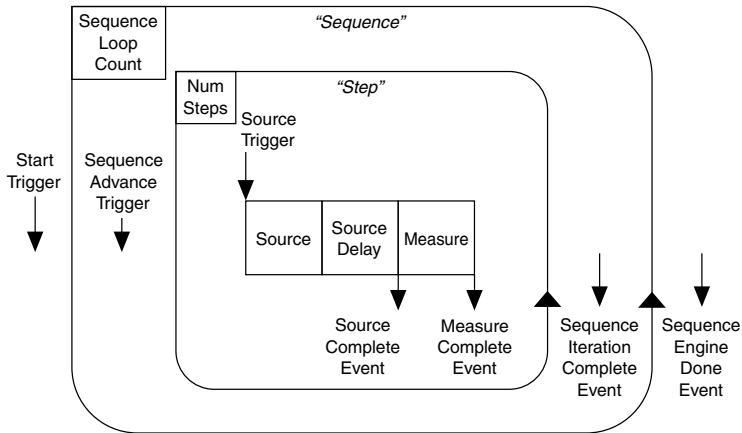 Sequence
Loop
Count
"Sequence"
Num
Steps
"Step"
Source
Trigger
Start
Trigger
Sequence
Advance
Trigger
Source
Source
Delay
Measure
Source
Complete
Event
Measure
Complete
Event
Sequence
Iteration
Complete
Event
Sequence
Engine
Done
Event